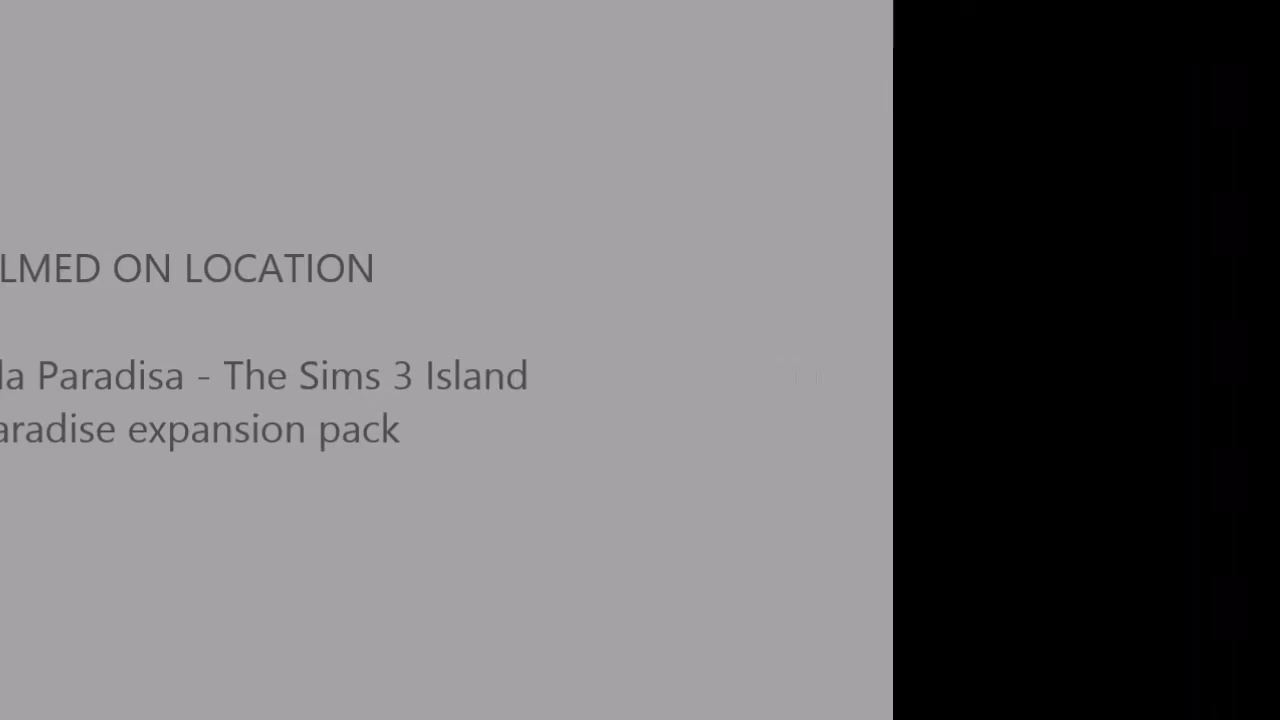 LMED ON LOCATION
la Paradisa - The Sims 3 Island
aradise expansion pack